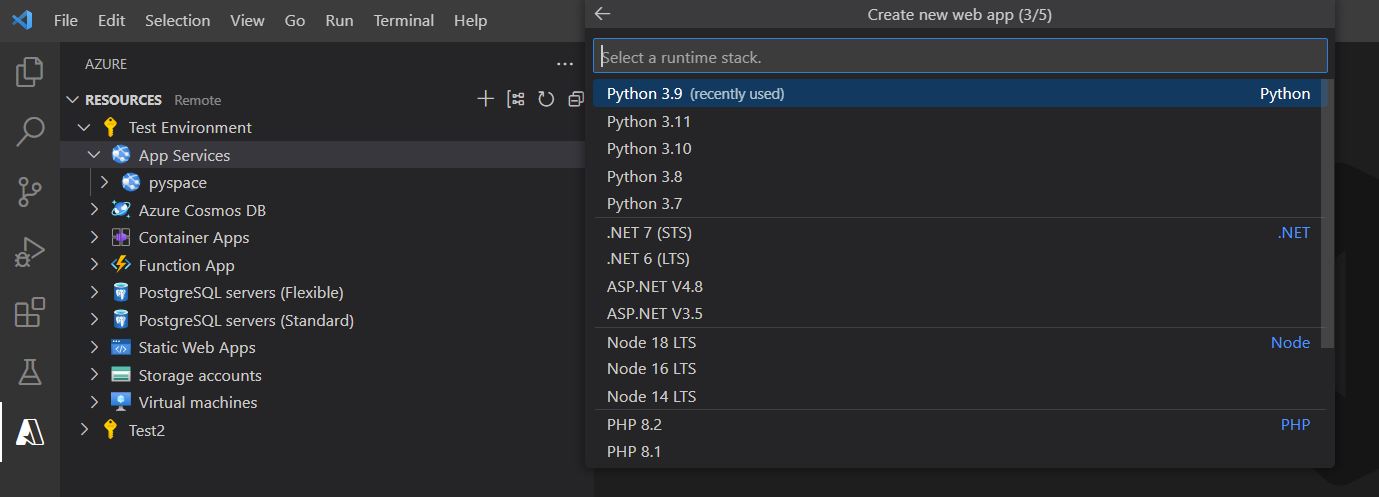 File Edit Selection View Go Run Terminal Help
AZURE
RESOURCES Remote
Test Environment
App Services
pyspace
Azure Cosmos DB
Container Apps
Function App
PostgreSQL servers (Flexible)
PostgreSQL servers (Standard)
Static Web Apps
Storage accounts
Virtual machines
Test2
Create new web app (3/5)
Select a runtime stack.
Python 3.9 (recently used) Python
Python 3.11
Python 3.10
Python 3.8
Python 3.7
.NET 7 (STS) .NET
.NET 6 (LTS)
ASP.NET V4.8
ASP.NET V3.5
Node 18 LTS Node
Node 16 LTS
Node 14 LTS
PHP 8.2 PHP
PHP 8.1